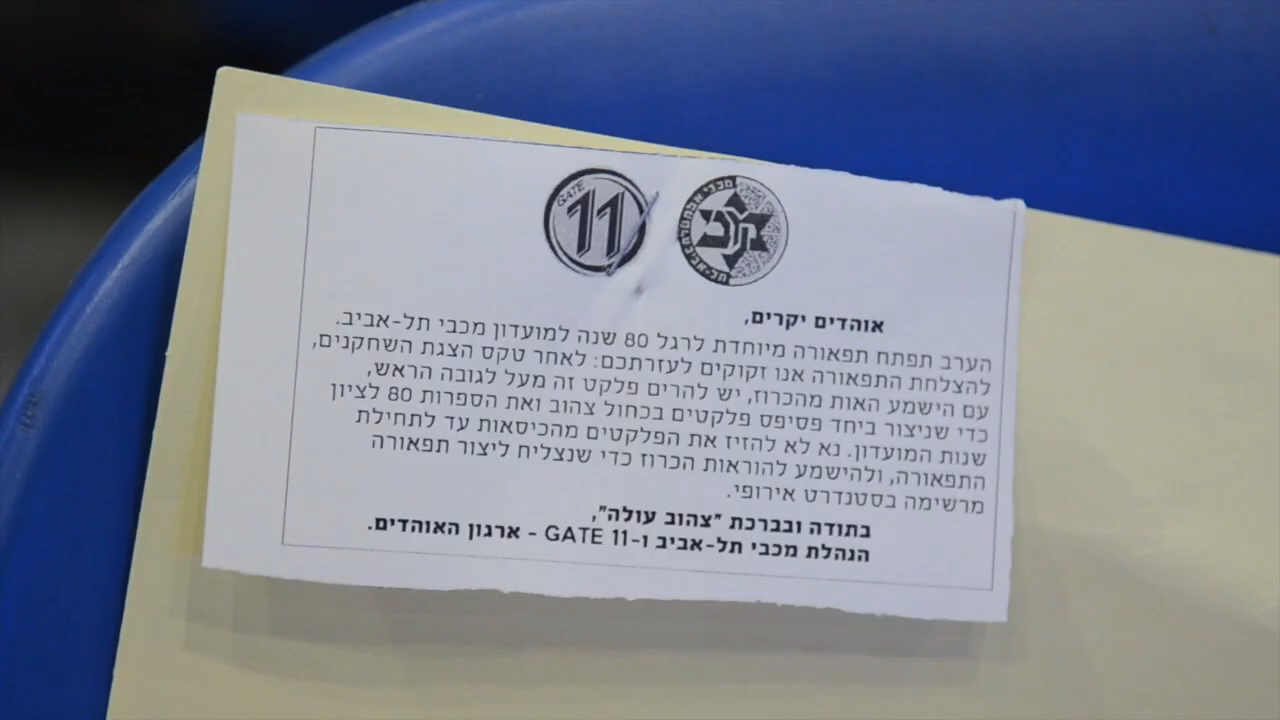 GATE
11
מכבי אלקטרה
תל-אביב
אוהדים יקרים,
הערב תפתח תפאורה מיוחדת לרגל 80 שנה למועדון מכבי תל-אביב.
להצלחת התפאורה אנו זקוקים לעזרתכם: לאחר טקס הצגת השחקנים,
עם הישמע האות מהכרוז, יש להרים פלקט זה מעל לגובה הראש,
כדי שניצור ביחד פסיפס פלקטים בכחול צהוב ואת הספרות 80 לציון
שנות המועדון. נא לא להזיז את הפלקטים מהכיסאות עד לתחילת
התפאורה, ולהישמע להוראות הכרוז כדי שנצליח ליצור תפאורה
מרשימה בסטנדרט אירופי.
בתודה ובברכת "צהוב עולה",
הנהלת מכבי תל-אביב ו-GATE 11 - ארגון האוהדים.